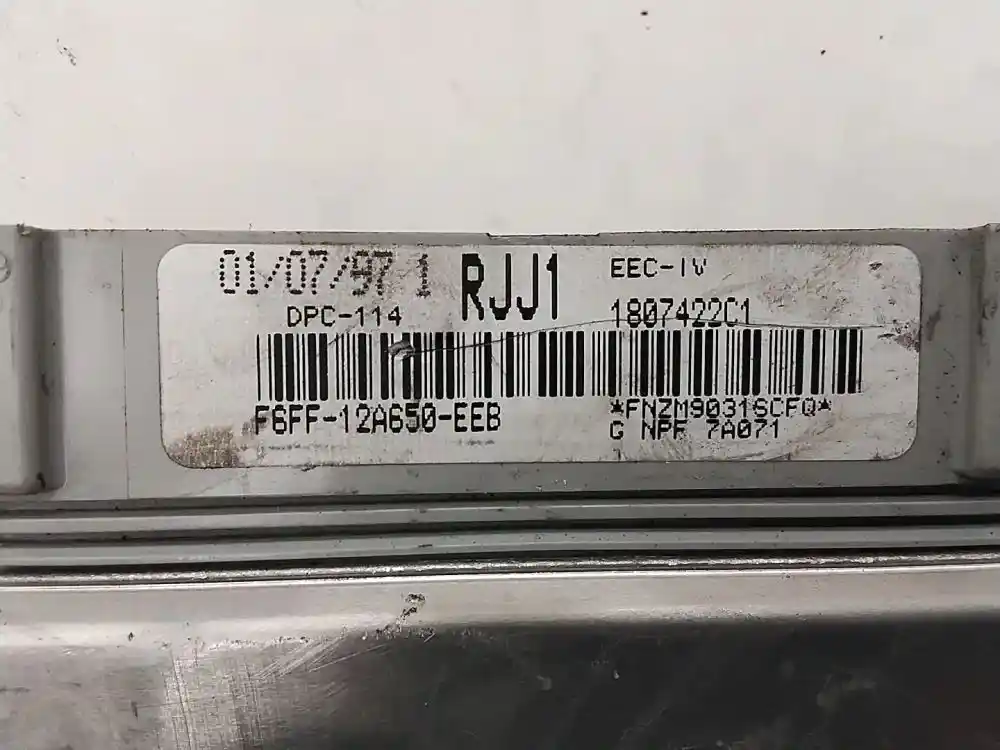 01/07/97 1 RJJ1 EEC-IV
DPC-114 1807422C1
F6FF-12A650-EEB *FNZM9031SCFQ*
G NPF 7A071